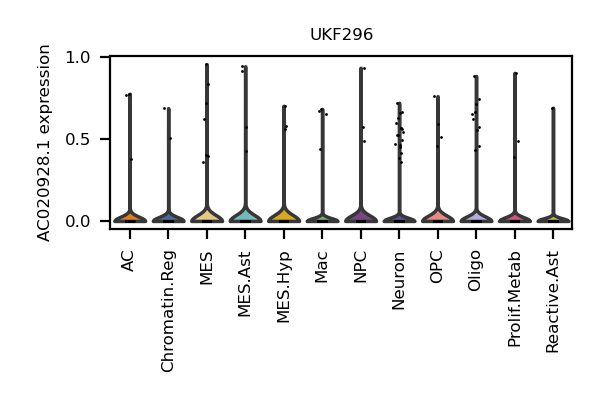 UKF296
AC020928.1 expression
1.0
0.5
0.0
AC
Chromatin.Reg
MES
MES.Ast
MES.Hyp
Mac
NPC
Neuron
OPC
Oligo
Prolif.Metab
Reactive.Ast